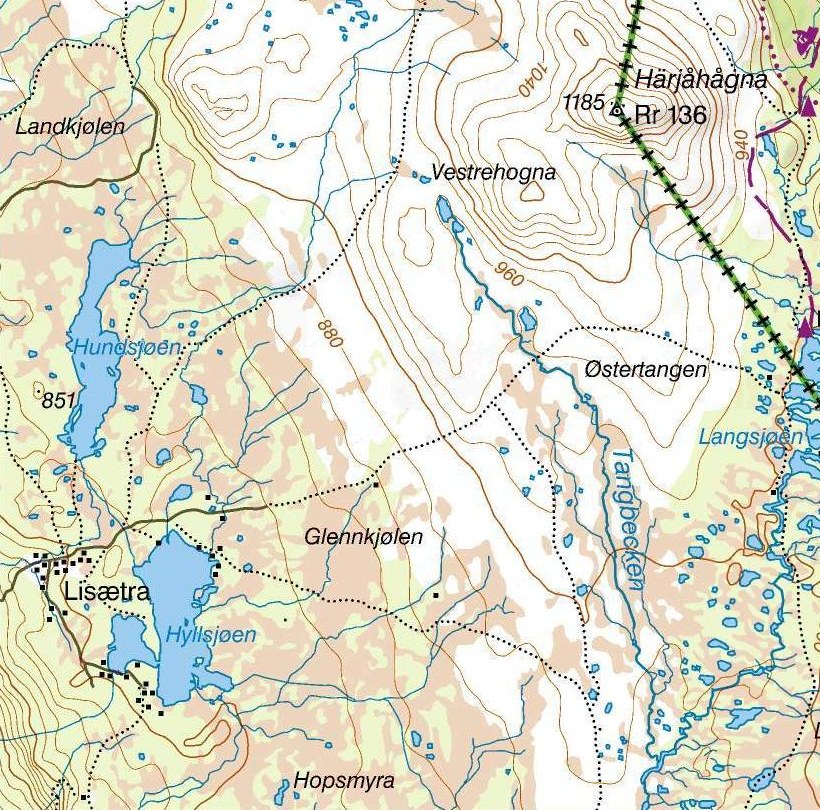 Härjåhågna
1040
1185
Rr 136
Landkjølen
940
Vestrehogna
960
880
Hundsjøen
Østertangen
851
Langsjøen
Tangbecken
Glennkjølen
Lisætra
Hyllsjøen
Hopsmyra